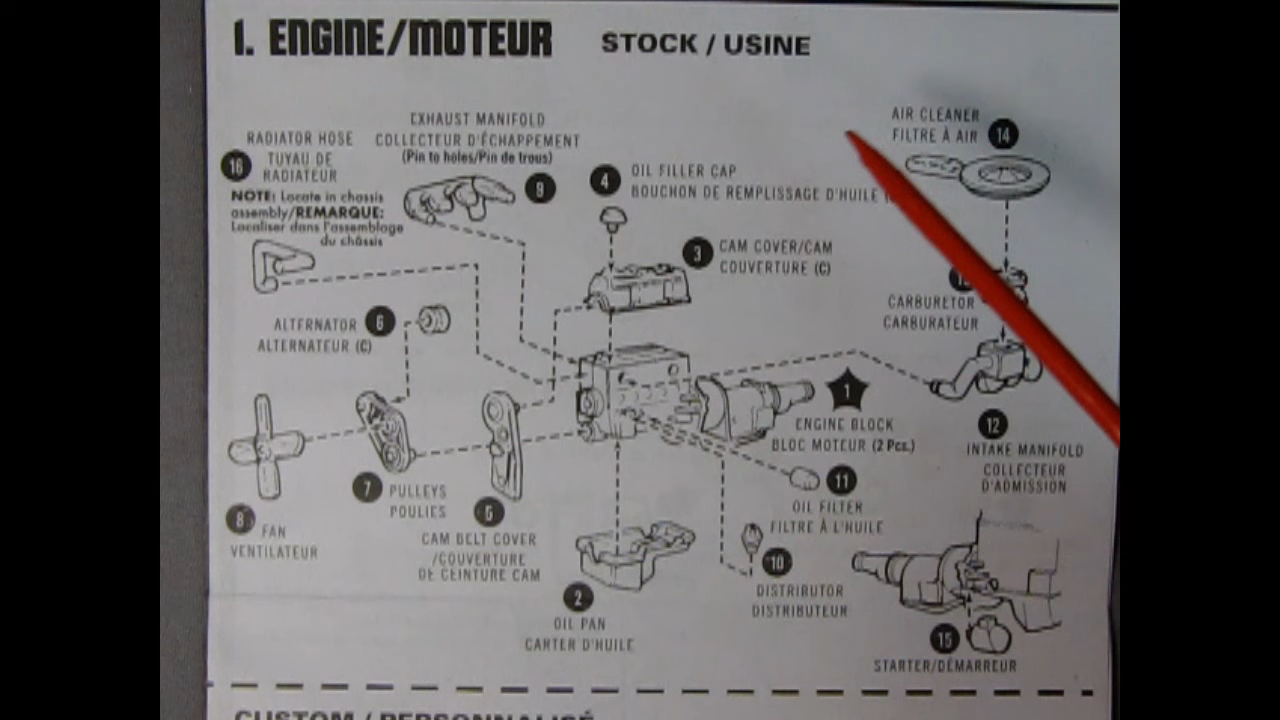 1. ENGINE/MOTEUR STOCK / USINE
EXHAUST MANIFOLD
COLLECTEUR D'ÉCHAPPEMENT
(Pin to holes/Pin de trous)
9
RADIATOR HOSE
16 TUYAU DE
RADIATEUR
NOTE: Locate in chassis
assembly/REMARQUE:
Localiser dans l'assemblage
du châssis
4 OIL FILLER CAP
BOUCHON DE REMPLISSAGE D'HUILE
AIR CLEANER
FILTRE À AIR 14
3 CAM COVER/CAM
COUVERTURE (C)
CARBURETOR
CARBURATEUR
ALTERNATOR 6
ALTERNATEUR (C)
1
ENGINE BLOCK
BLOC MOTEUR (2 Pcs.)
12
INTAKE MANIFOLD
COLLECTEUR
D'ADMISSION
7 PULLEYS
POULIES
8 FAN
VENTILATEUR
5
CAM BELT COVER
/COUVERTURE
DE CEINTURE CAM
11
OIL FILTER
FILTRE À L'HUILE
10
DISTRIBUTOR
DISTRIBUTEUR
2
OIL PAN
CARTER D'HUILE
15
STARTER/DÉMARREUR
CUSTOM / PERSONNALISÉ